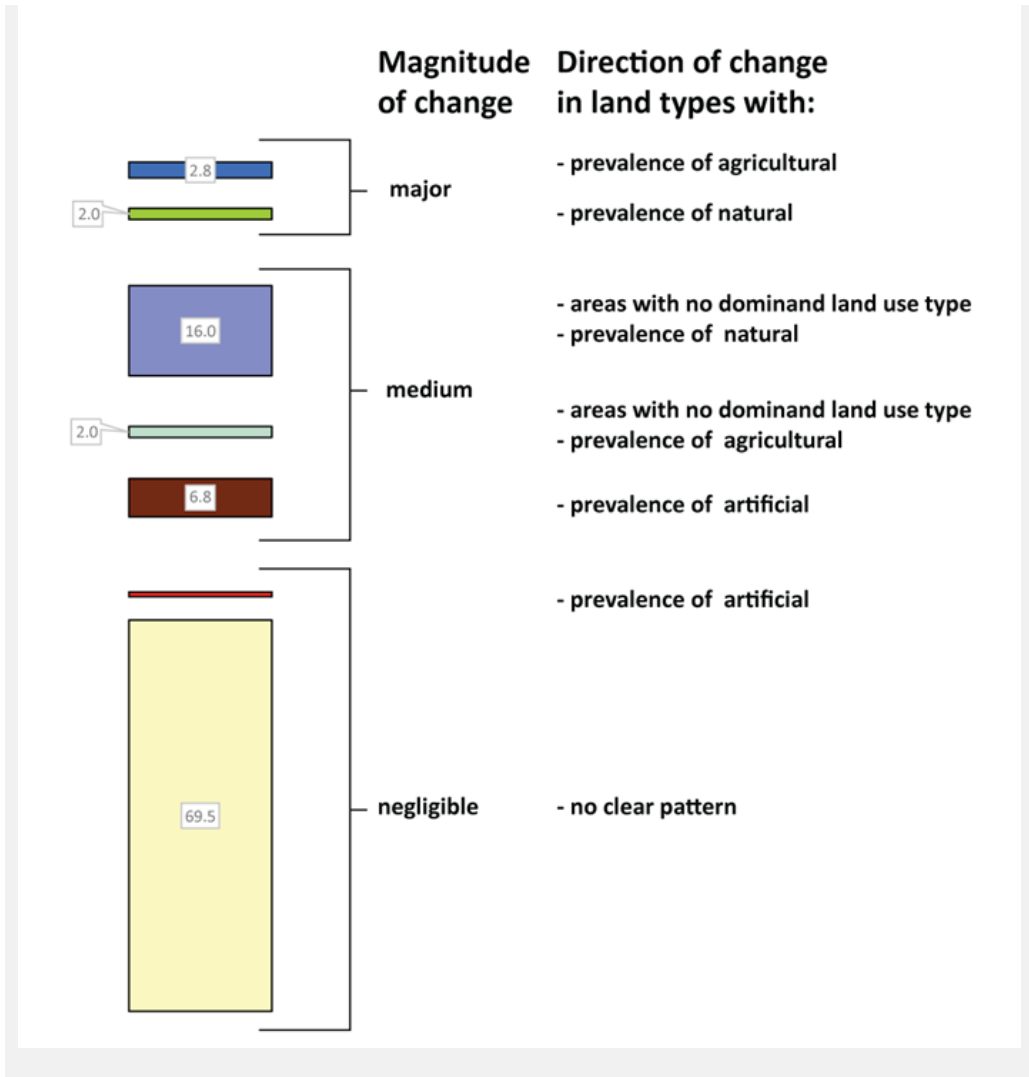 Magnitude of change
Direction of change in land types with:
2.8
major
- prevalence of agricultural
2.0
- prevalence of natural
16.0
- areas with no dominand land use type
- prevalence of  natural
medium
2.0
- areas with no dominand land use type
- prevalence of  agricultural
6.8
- prevalence of  artificial
- prevalence of  artificial
69.5
negligible
- no clear pattern